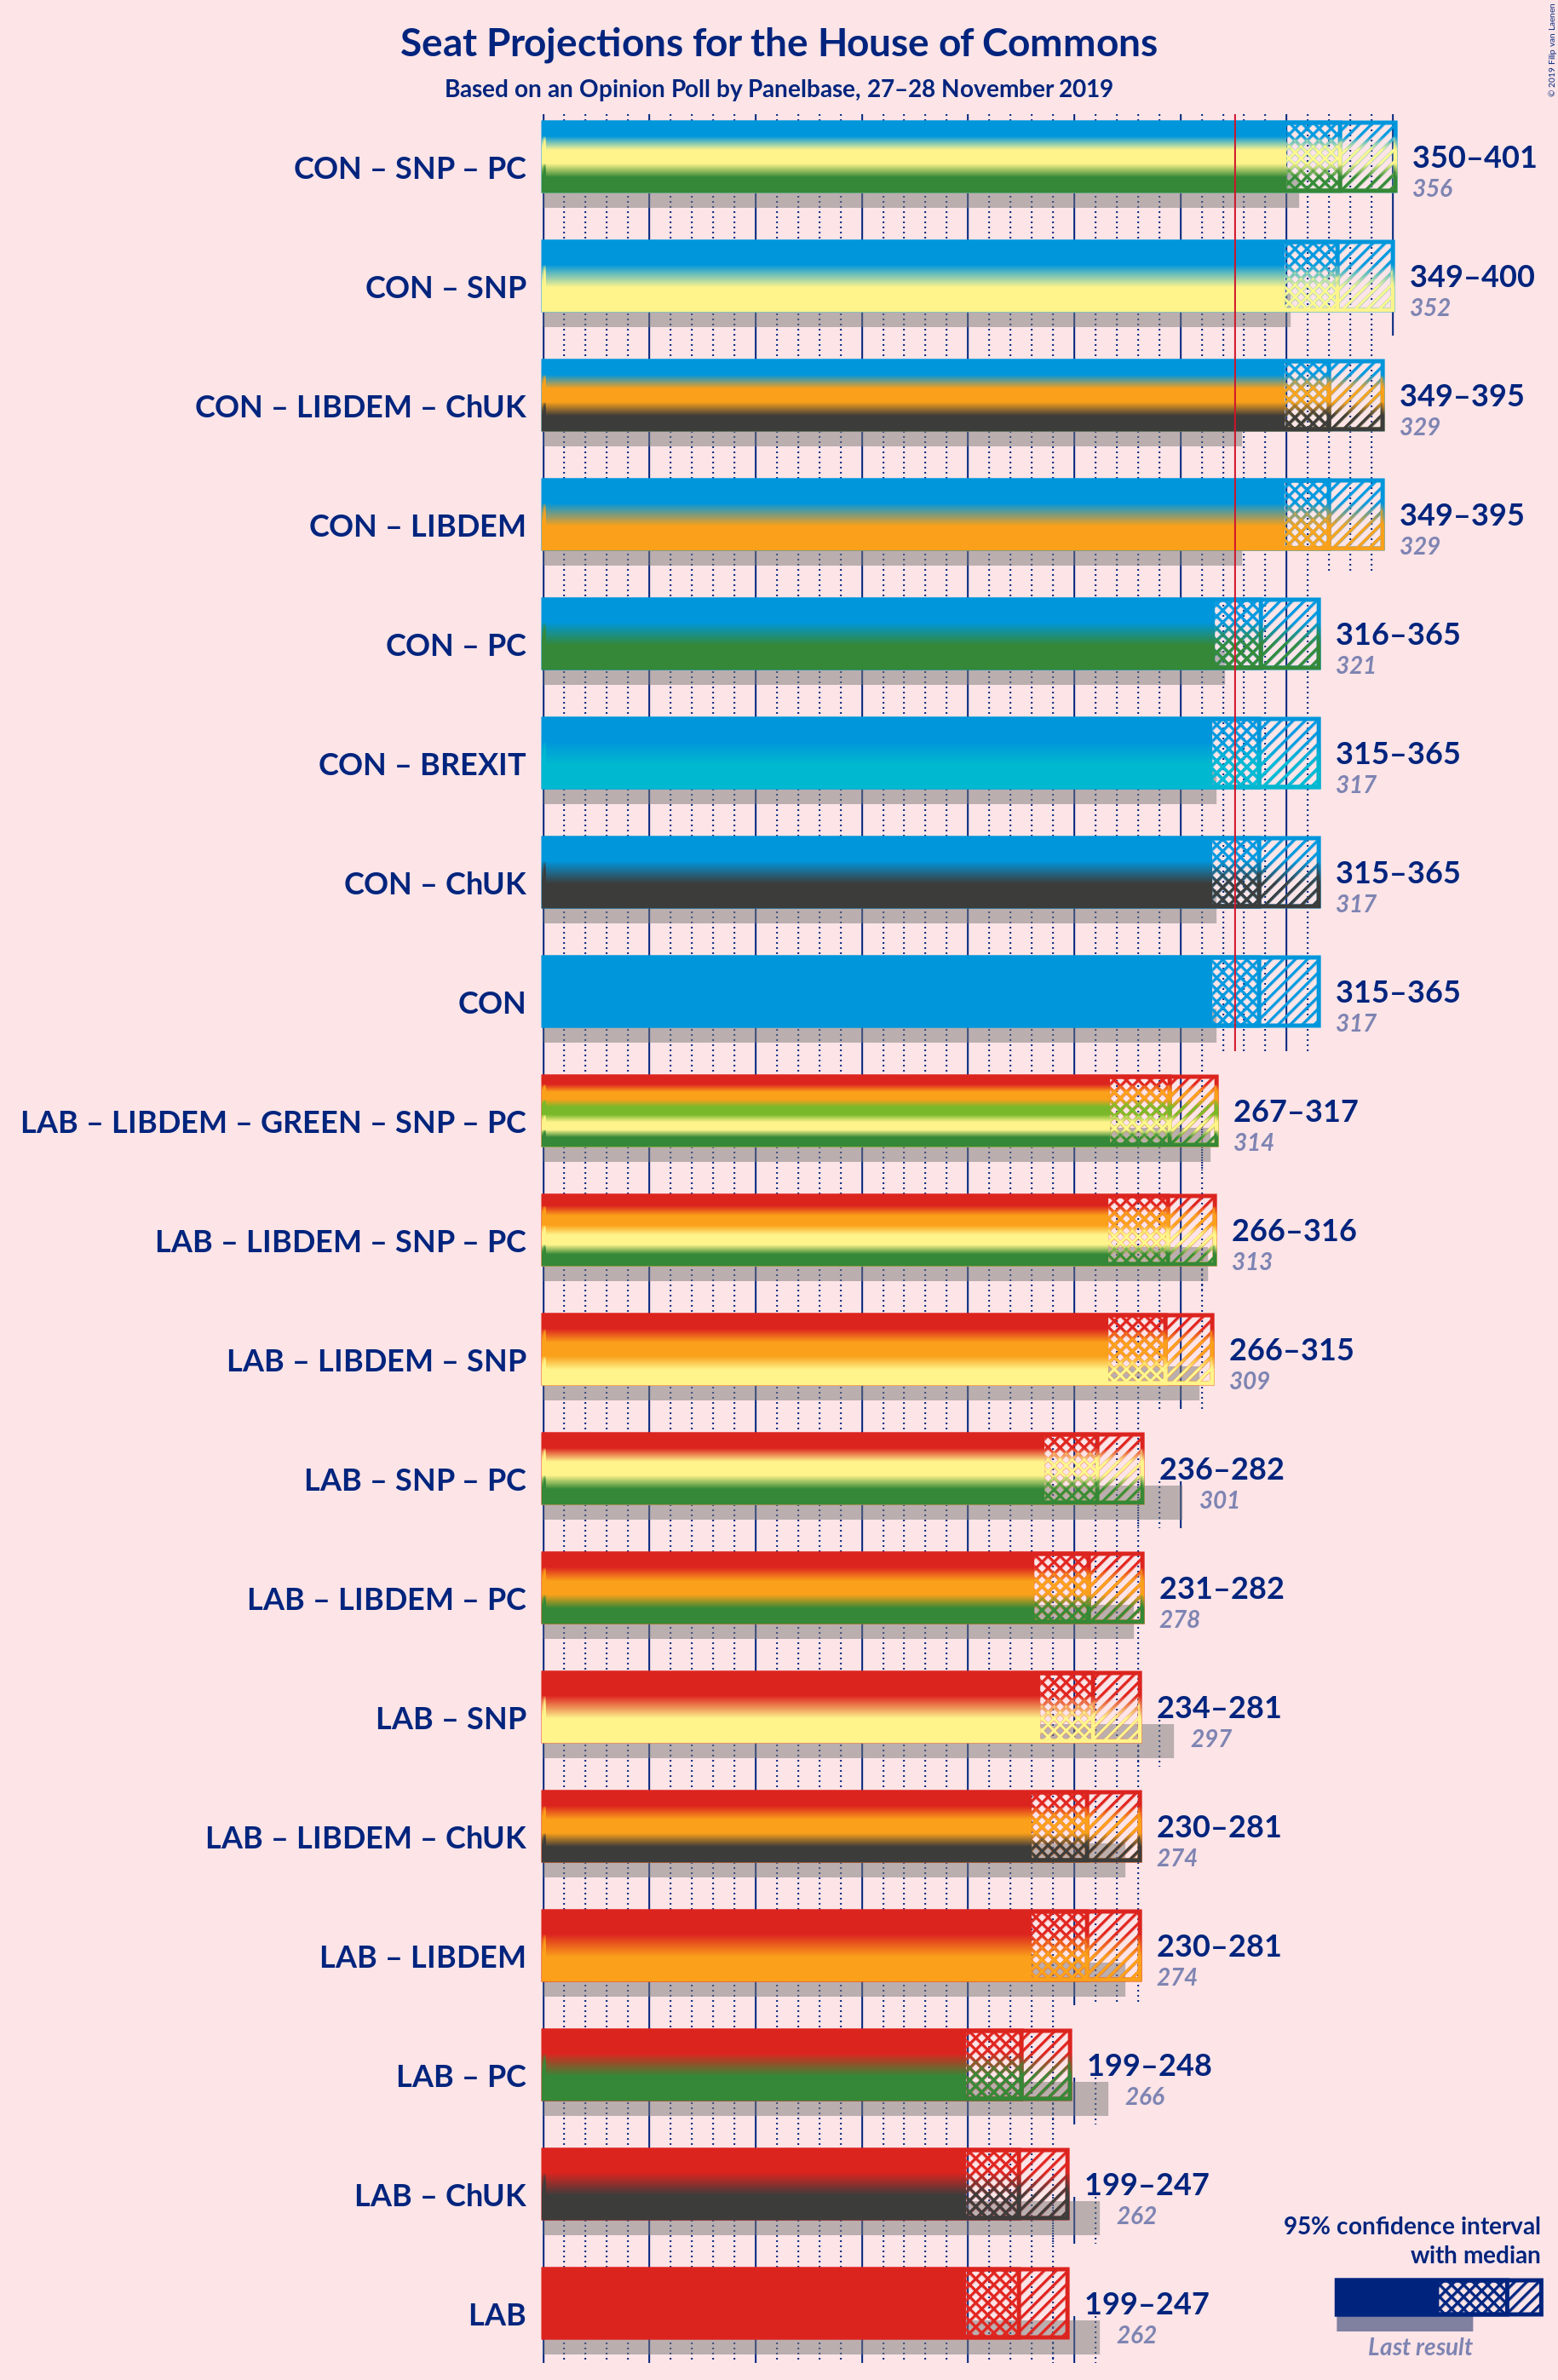 Seat Projections for the House of Commons
Based on an Opinion Poll by Panelbase, 27–28 November 2019
© 2019 Filip van Laenen
CON – SNP – PC
350–401
356
CON – SNP
349–400
352
CON – LIBDEM – ChUK
349–395
329
CON – LIBDEM
349–395
329
CON – PC
316–365
321
CON – BREXIT
315–365
317
CON – ChUK
315–365
317
CON
315–365
317
LAB – LIBDEM – GREEN – SNP – PC
267–317
314
LAB – LIBDEM – SNP – PC
266–316
313
LAB – LIBDEM – SNP
266–315
309
LAB – SNP – PC
236–282
301
LAB – LIBDEM – PC
231–282
278
LAB – SNP
234–281
297
LAB – LIBDEM – ChUK
230–281
274
LAB – LIBDEM
230–281
274
LAB – PC
199–248
266
LAB – ChUK
199–247
262
LAB
199–247
262
95% confidence interval
with median
Last result